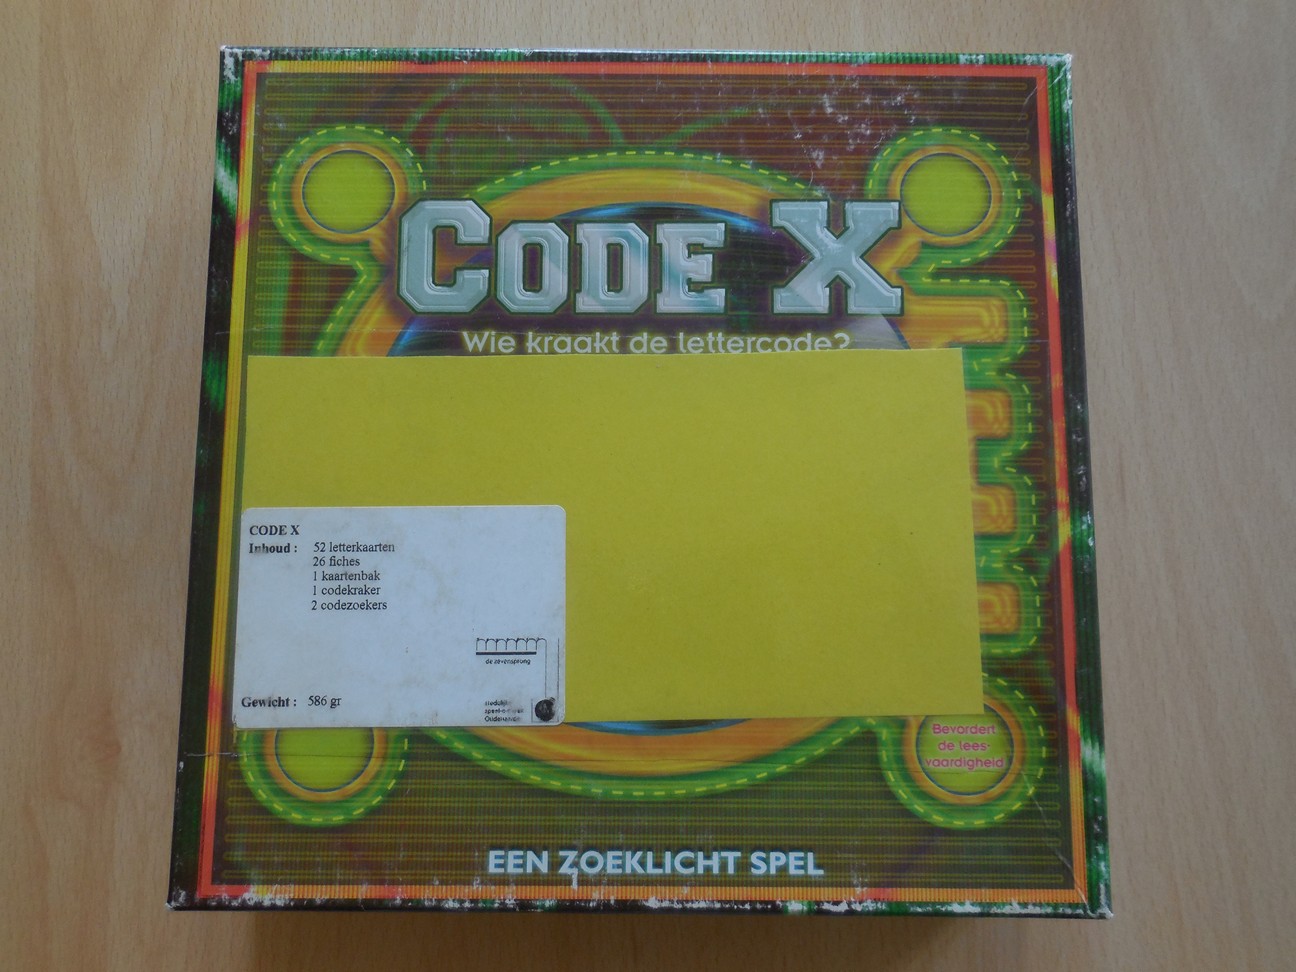 CODE X
Wie kraakt de lettercode?
CODE X
Inhoud : 52 letterkaarten
26 fiches
1 kaartenbak
1 codekraker
2 codezoekers
de zevensprong
Gewicht : 586 gr
Bevordert
de lees-
vaardigheid
EEN ZOEKLICHT SPEL